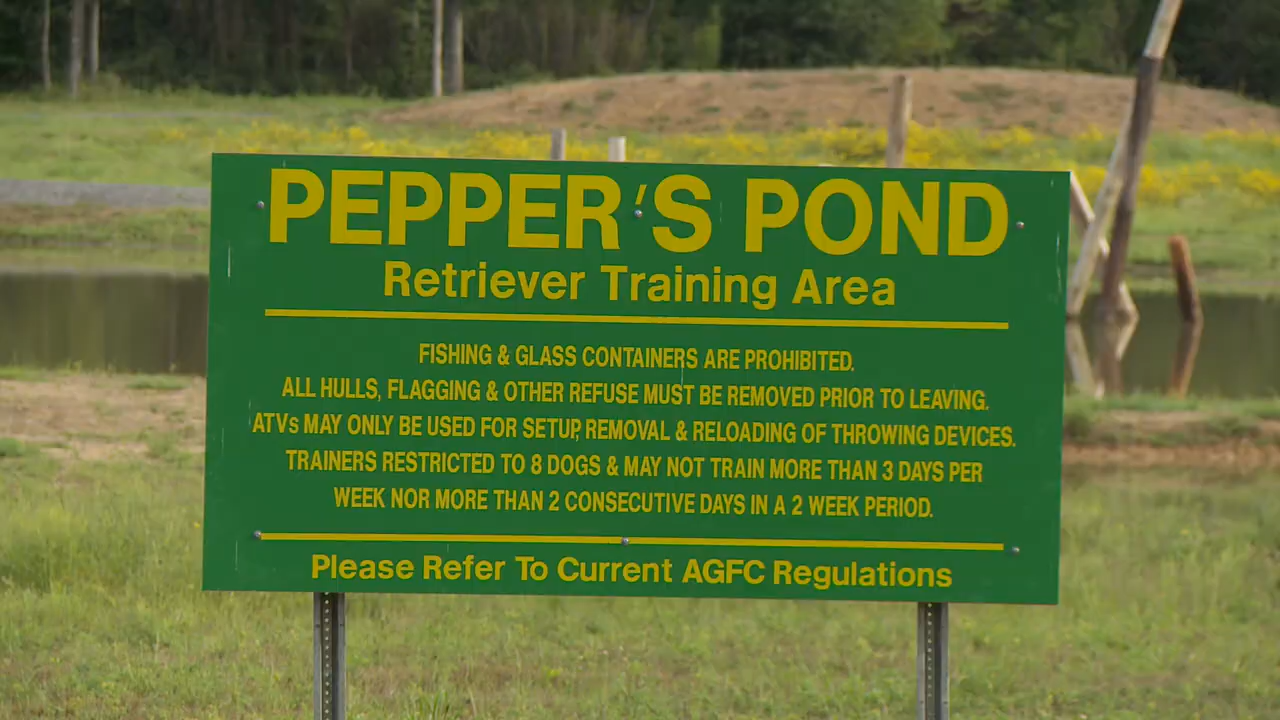 PEPPER'S POND
Retriever Training Area
FISHING & GLASS CONTAINERS ARE PROHIBITED.
ALL HULLS, FLAGGING & OTHER REFUSE MUST BE REMOVED PRIOR TO LEAVING.
ATVs MAY ONLY BE USED FOR SETUP, REMOVAL & RELOADING OF THROWING DEVICES.
TRAINERS RESTRICTED TO 8 DOGS & MAY NOT TRAIN MORE THAN 3 DAYS PER
WEEK NOR MORE THAN 2 CONSECUTIVE DAYS IN A 2 WEEK PERIOD.
Please Refer To Current AGFC Regulations